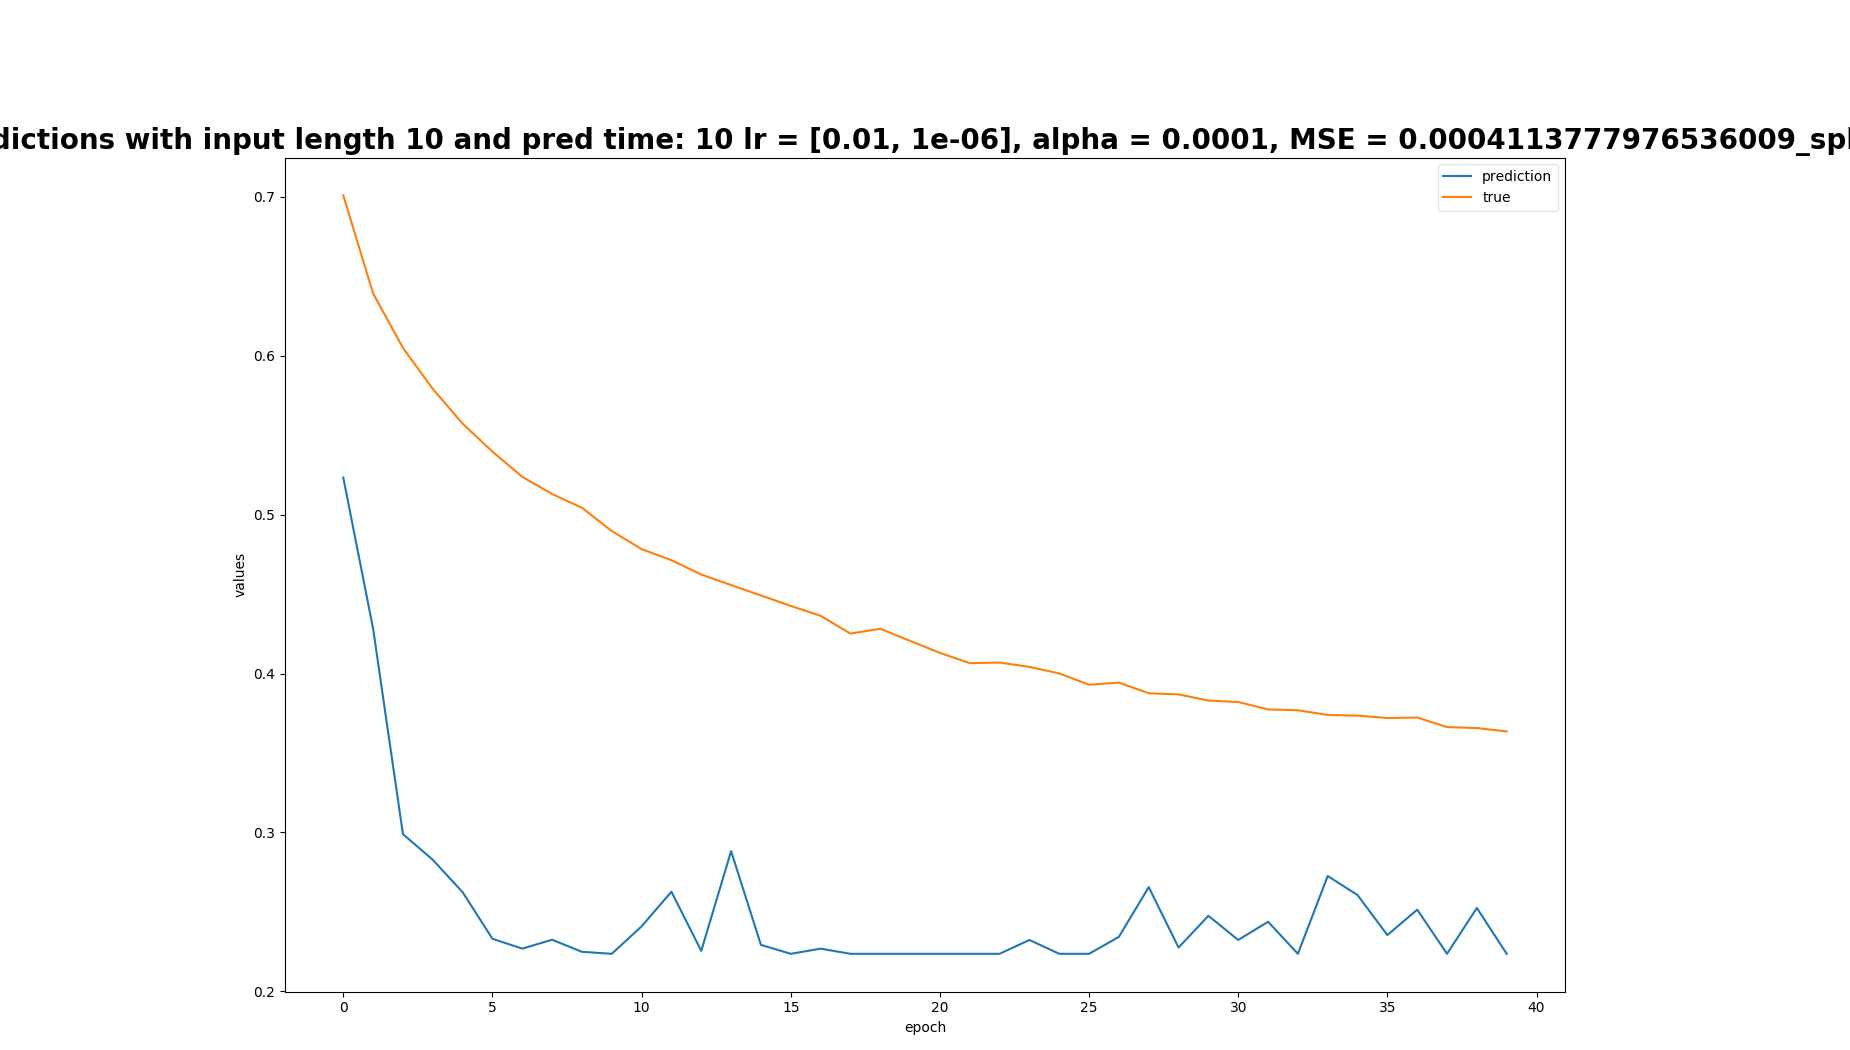 dictions with input length 10 and pred time: 10 lr = [0.01, 1e-06], alpha = 0.0001, MSE = 0.0004113777976536009_spl
prediction
true
0.7
0.6
0.5
0.4
0.3
0.2
values
0 5 10 15 20 25 30 35 40
epoch